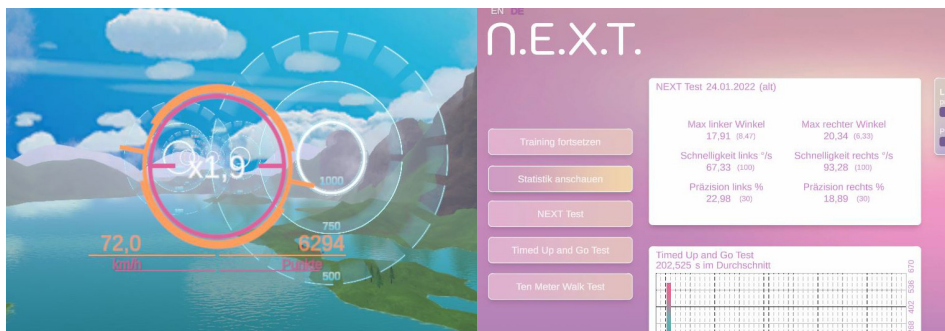 x1,9
1000
750
500
72,0
km/h
6294
Punkte
EN DE
n.E.X.T.
Training fortsetzen
Statistik anschauen
NEXT Test
Timed Up and Go Test
Ten Meter Walk Test
NEXT Test 24.01.2022 (alt)
Max linker Winkel Max rechter Winkel
17,91 (6,47) 20,34 (6,33)
Schnelligkeit links °/s Schnelligkeit rechts °/s
67,33 (100) 93,28 (100)
Präzision links % Präzision rechts %
22,98 (30) 18,89 (30)
Timed Up and Go Test
202,525 s im Durchschnitt
670
536
402
268